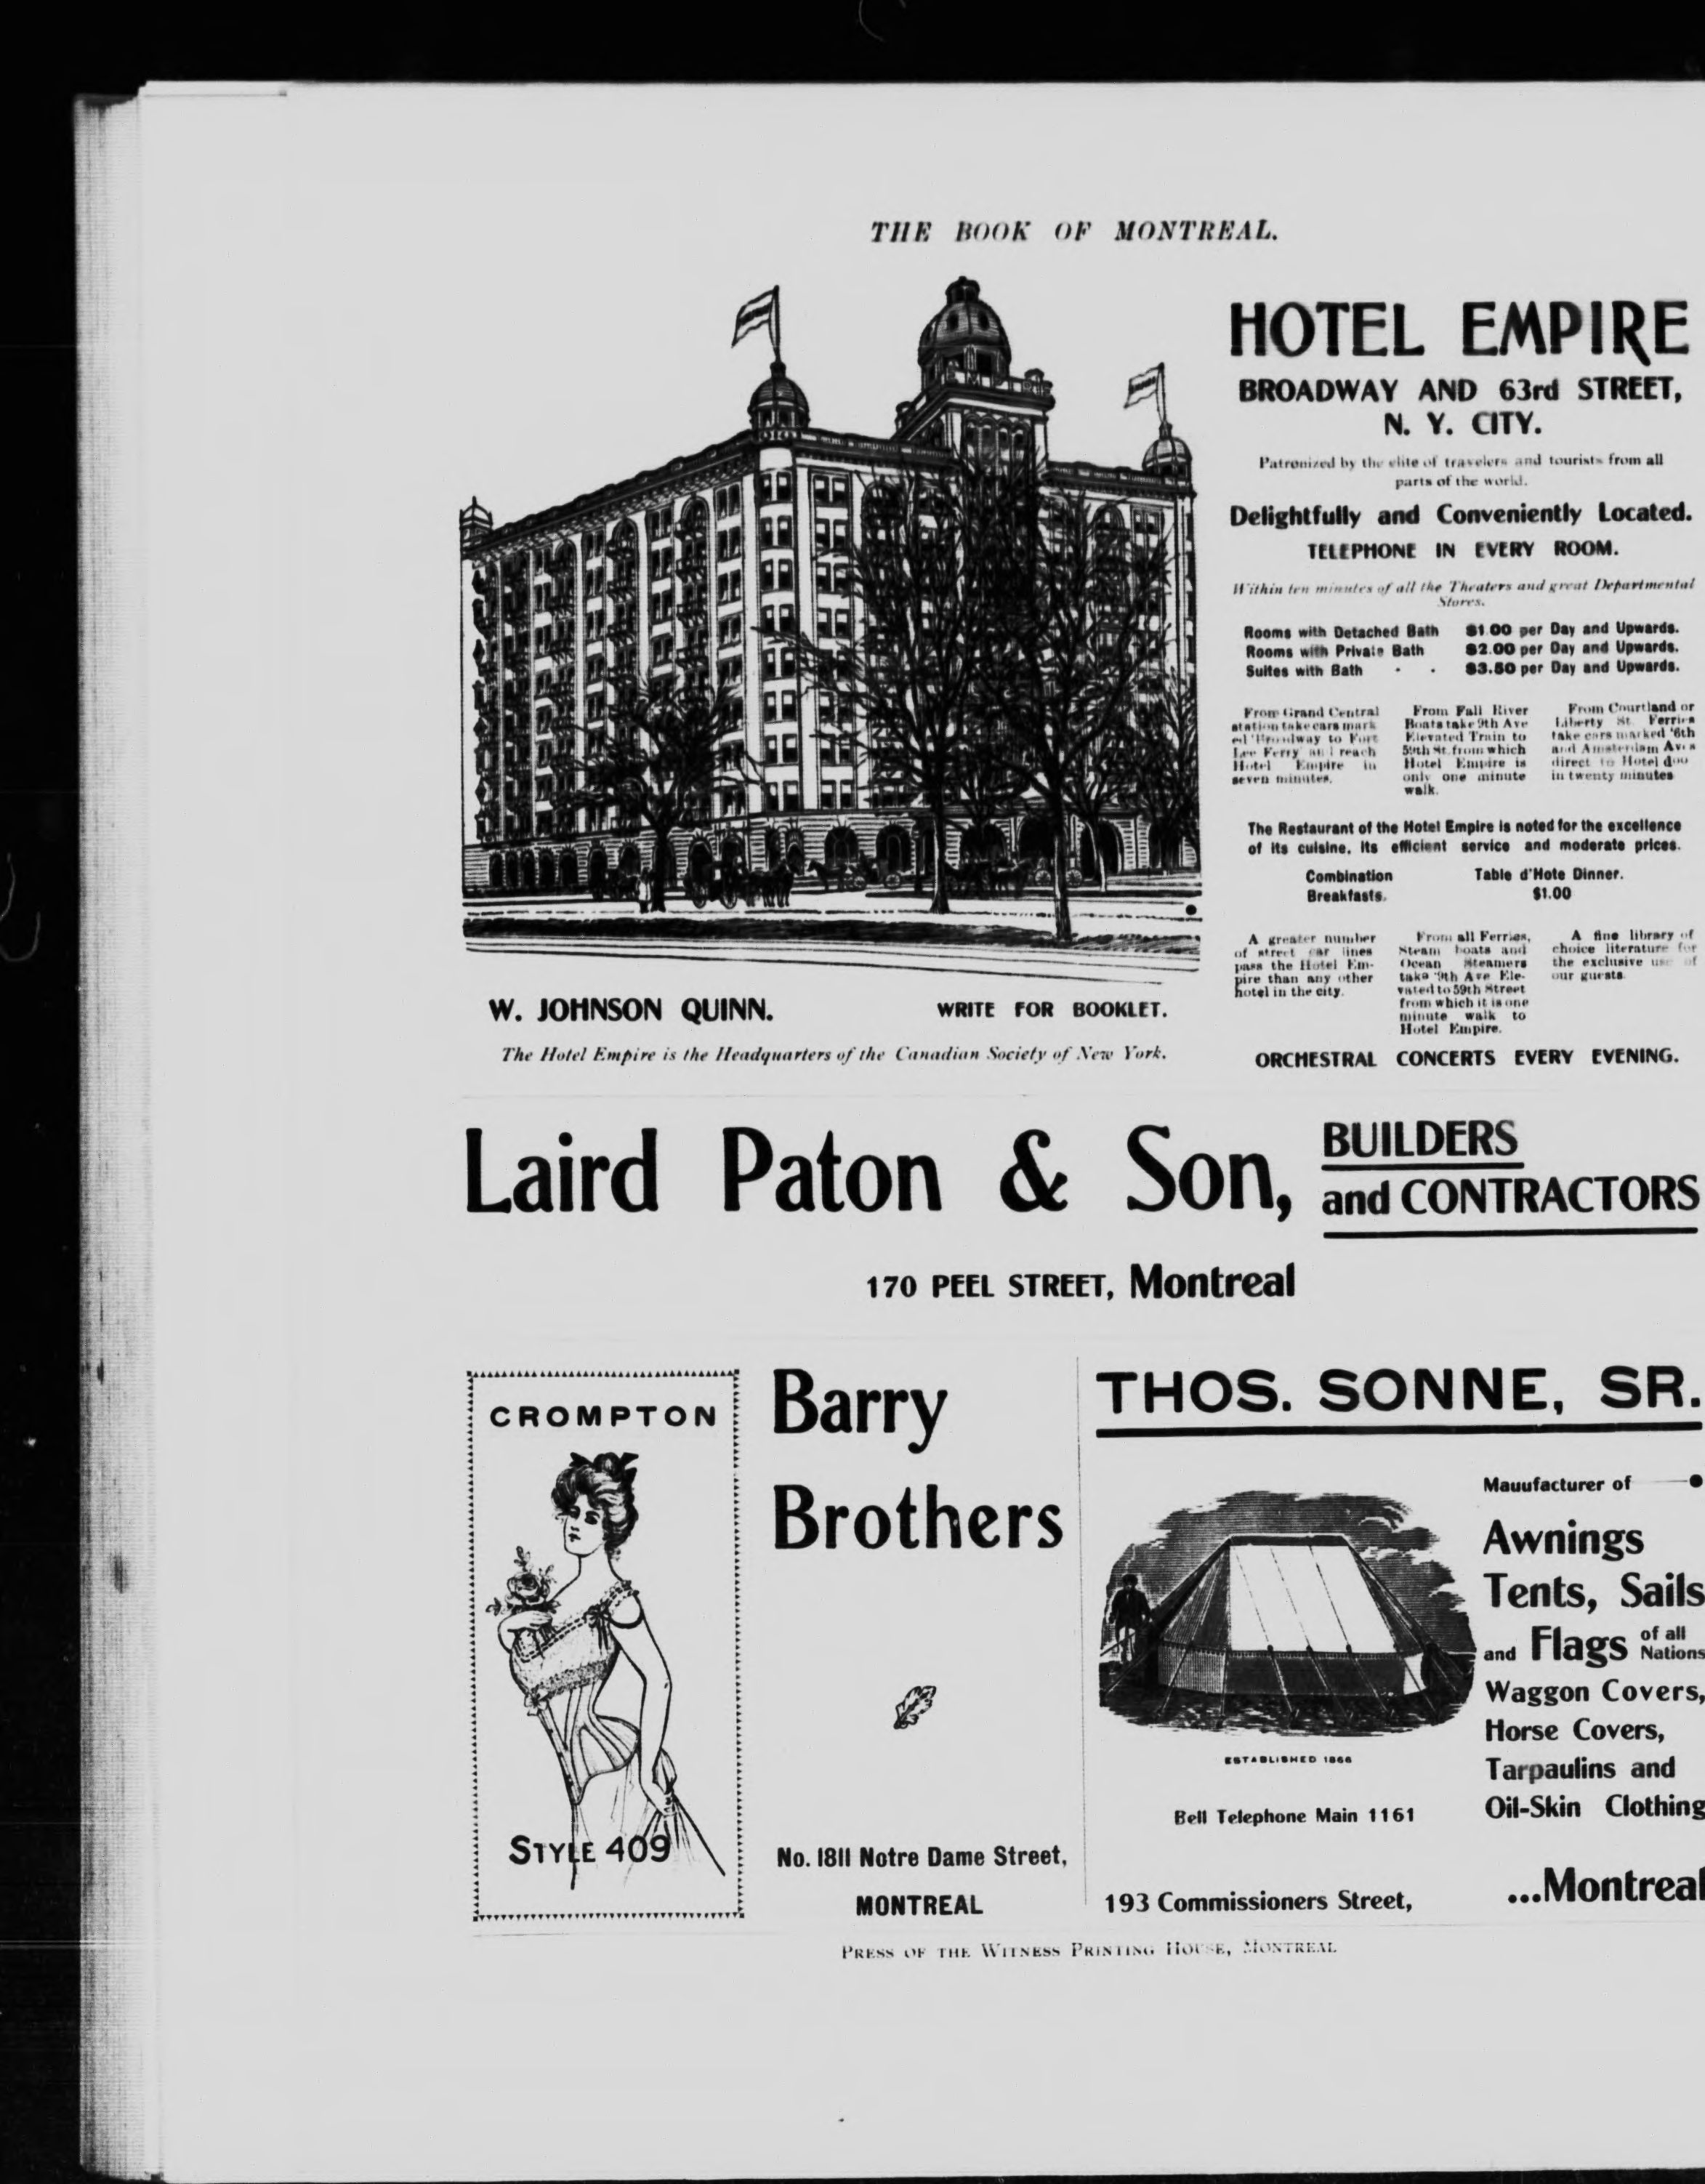 THE BOOK OF MONTREAL.
HOTEL EMPIRE
BROADWAY AND 63rd STREET,
N. Y. CITY.
Patronized by the elite of travelers and tourists from all
parts of the world.
Delightfully and Conveniently Located.
TELEPHONE IN EVERY ROOM.
Within ten minutes of all the Theaters and great Departmental
Stores.
Rooms with Detached Bath $1.00 per Day and Upwards.
Rooms with Private Bath $2.00 per Day and Upwards.
Suites with Bath - - $3.50 per Day and Upwards.
From Grand Central
station take cars mark
ed 'Broadway to Fort
Lee Ferry and reach
Hotel Empire in
seven minutes.
From Fall River
Boats take 9th Ave
Elevated Train to
59th St. from which
Hotel Empire is
only one minute
walk.
From Courtland or
Liberty St. Ferries
take cars marked '6th
and Amsterdam Aves
direct to Hotel doo
in twenty minutes
The Restaurant of the Hotel Empire is noted for the excellence
of its cuisine, its efficient service and moderate prices.
Combination
Breakfasts.
Table d'Hote Dinner.
$1.00
A greater number
of street car lines
pass the Hotel Em-
pire than any other
hotel in the city.
From all Ferries,
Steam boats and
Ocean Steamers
take 9th Ave Ele-
vated to 59th Street
from which it is one
minute walk to
Hotel Empire.
A fine library of
choice literature for
the exclusive use of
our guests.
W. JOHNSON QUINN. WRITE FOR BOOKLET.
The Hotel Empire is the Headquarters of the Canadian Society of New York.
ORCHESTRAL CONCERTS EVERY EVENING.
Laird Paton & Son,
BUILDERS
and CONTRACTORS
170 PEEL STREET, Montreal
CROMPTON
STYLE 409
Barry
Brothers
No. 1811 Notre Dame Street,
MONTREAL
THOS. SONNE, SR.
Mauufacturer of
Awnings
Tents, Sails
and Flags of all Nations
Waggon Covers,
Horse Covers,
Tarpaulins and
Oil-Skin Clothing
ESTABLISHED 1866
Bell Telephone Main 1161
193 Commissioners Street,
...Montreal
PRESS OF THE WITNESS PRINTING HOUSE, MONTREAL